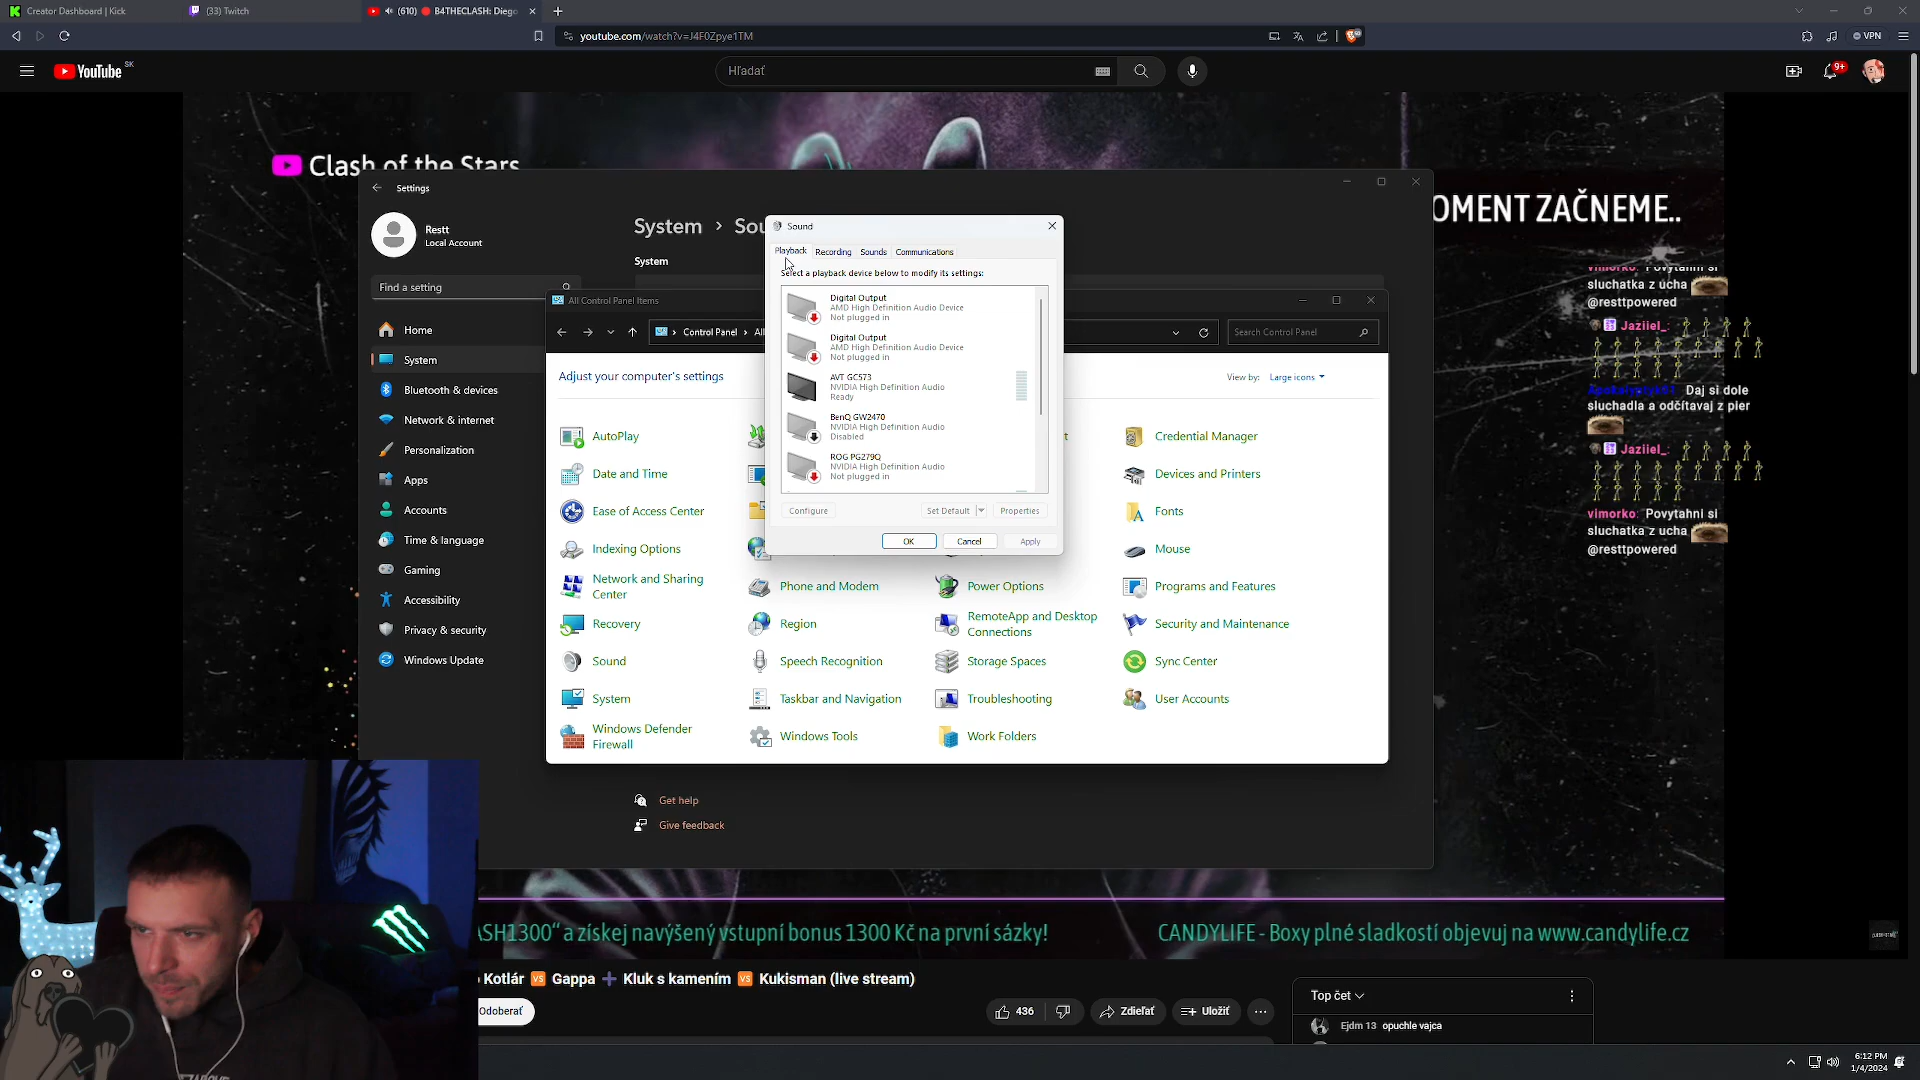 Creator Dashboard | Kick
(33) Twitch
(610)
B4THECLASH: Diego
youtube.com/watch?v=J4F0Zpye1TM
VPN
YouTube SK
Hľadať
9+
Clash of the Stars
OMENT ZAČNEME..
Settings
Restt
Local Account
Find a setting
Home
System
Bluetooth & devices
Network & internet
Personalization
Apps
Accounts
Time & language
Gaming
Accessibility
Privacy & security
Windows Update
System › Sou
System
Get help
Give feedback
All Control Panel Items
Control Panel › All
Search Control Panel
Adjust your computer's settings
View by: Large icons
AutoPlay
Credential Manager
Date and Time
Devices and Printers
Ease of Access Center
Fonts
Indexing Options
Mouse
Network and Sharing
Center
Phone and Modem
Power Options
Programs and Features
Recovery
Region
RemoteApp and Desktop
Connections
Security and Maintenance
Sound
Speech Recognition
Storage Spaces
Sync Center
System
Taskbar and Navigation
Troubleshooting
User Accounts
Windows Defender
Firewall
Windows Tools
Work Folders
Sound
Playback Recording Sounds Communications
Select a playback device below to modify its settings:
Digital Output
AMD High Definition Audio Device
Not plugged in
Digital Output
AMD High Definition Audio Device
Not plugged in
AVT GC573
NVIDIA High Definition Audio
Ready
BenQ GW2470
NVIDIA High Definition Audio
Disabled
ROG PG279Q
NVIDIA High Definition Audio
Not plugged in
Configure
Set Default
Properties
OK
Cancel
Apply
vimorko: Povytahni si
sluchatka z ucha
@resttpowered
Jaziiel_:
Daj si dole
sluchadla a odčítavaj z pier
Jaziiel_:
vimorko: Povytahni si
sluchatka z ucha
@resttpowered
ASH1300" a získej navýšený vstupní bonus 1300 Kč na první sázky!
CANDYLIFE - Boxy plné sladkostí objevuj na www.candylife.cz
Kotlár VS Gappa + Kluk s kamením VS Kukisman (live stream)
Odoberať
436
Zdieľať
Uložiť
Top čet
Ejdm 13 opuchle vajca
6:12 PM
1/4/2024